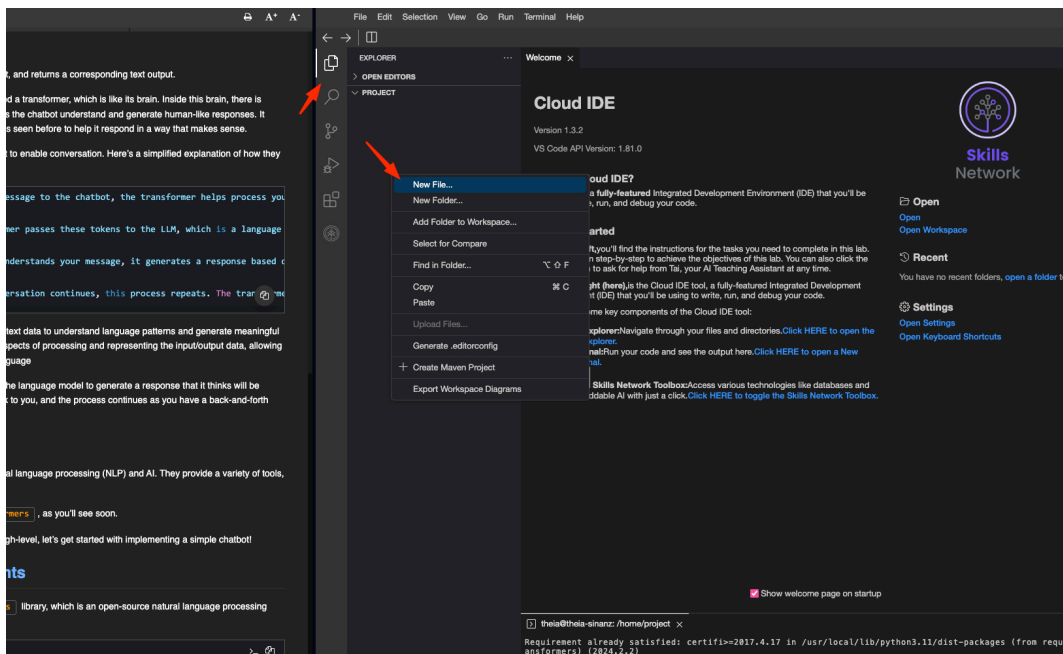 A+ A-
t, and returns a corresponding text output.
d a transformer, which is like its brain. Inside this brain, there is
s the chatbot understand and generate human-like responses. It
s seen before to help it respond in a way that makes sense.
t to enable conversation. Here's a simplified explanation of how they
essage to the chatbot, the transformer helps process you
mer passes these tokens to the LLM, which is a language
nderstands your message, it generates a response based o
ersation continues, this process repeats. The tran
text data to understand language patterns and generate meaningful
spects of processing and representing the input/output data, allowing
guage
he language model to generate a response that it thinks will be
t to you, and the process continues as you have a back-and-forth
al language processing (NLP) and AI. They provide a variety of tools,
rmers , as you'll see soon.
gh-level, let's get started with implementing a simple chatbot!
nts
s library, which is an open-source natural language processing
File Edit Selection View Go Run Terminal Help
EXPLORER ...
OPEN EDITORS
PROJECT
New File...
New Folder...
Add Folder to Workspace...
Select for Compare
Find in Folder... ⌥⇧F
Copy ⌘C
Paste
Upload Files...
Generate .editorconfig
Create Maven Project
Export Workspace Diagrams
Welcome
Cloud IDE
Version 1.3.2
VS Code API Version: 1.81.0
oud IDE?
a fully-featured Integrated Development Environment (IDE) that you'll be
e, run, and debug your code.
arted
ft,you'll find the instructions for the tasks you need to complete in this lab.
n step-by-step to achieve the objectives of this lab. You can also click the
to ask for help from Tai, your AI Teaching Assistant at any time.
ght (here),is the Cloud IDE tool, a fully-featured Integrated Development
nt (IDE) that you'll be using to write, run, and debug your code.
ome key components of the Cloud IDE tool:
xplorer:Navigate through your files and directories.Click HERE to open the
xplorer.
nal:Run your code and see the output here.Click HERE to open a New
nal.
Skills Network Toolbox:Access various technologies like databases and
ddable AI with just a click.Click HERE to toggle the Skills Network Toolbox.
Skills
Network
Open
Open
Open Workspace
Recent
You have no recent folders, open a folder t
Settings
Open Settings
Open Keyboard Shortcuts
Show welcome page on startup
theia@theia-sinanz: /home/project
Requirement already satisfied: certifi>=2017.4.17 in /usr/local/lib/python3.11/dist-packages (from requ
ansformers) (2024.2.2)